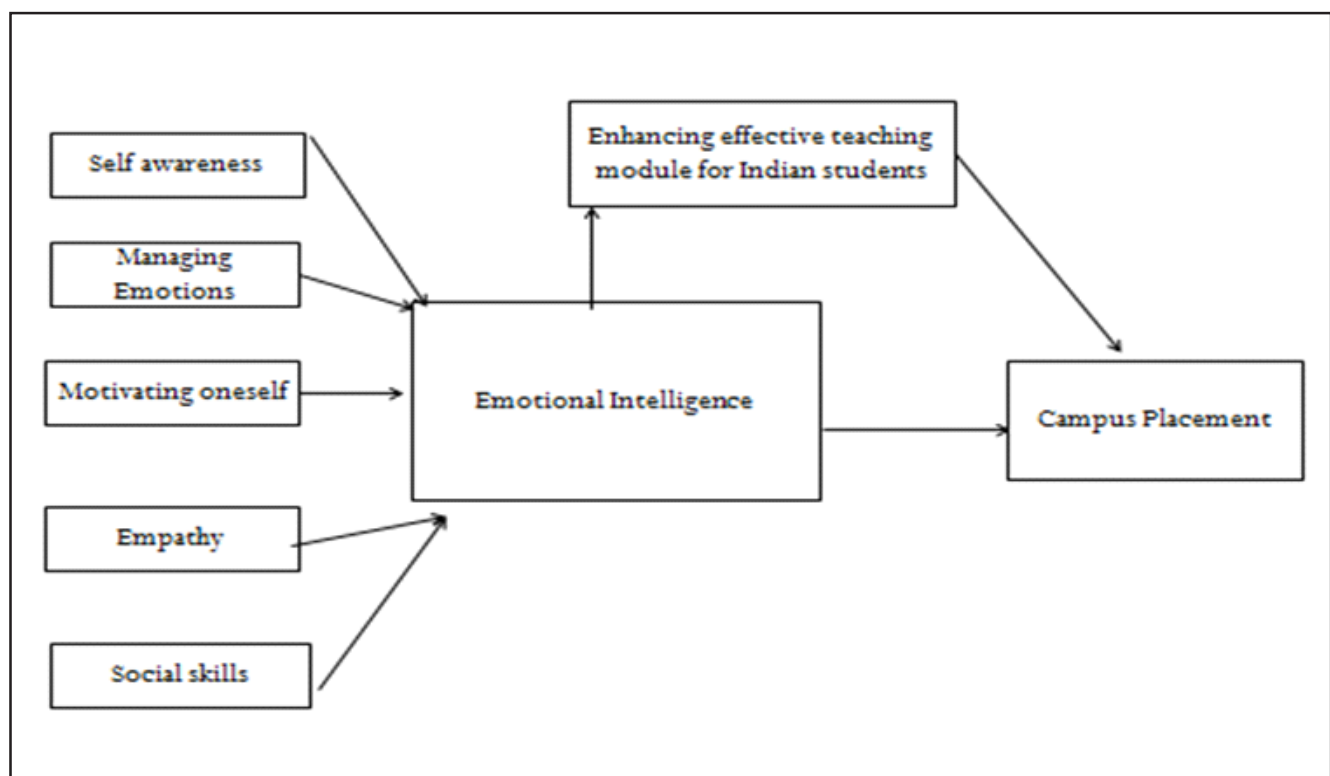 Enhancing effective teaching
module for Indian students
Self awareness
Managing
Emotions
Motivating oneself
Emotional Intelligence
Campus Placement
Empathy
Social skills